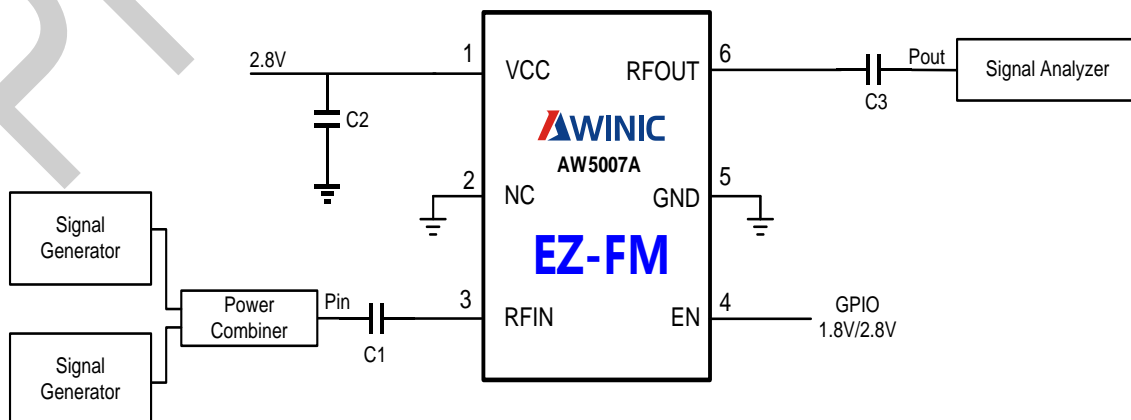 2.8V
1
VCC
C2
2
NC
3
RFIN
AWINIC
AW5007A
EZ-FM
6
RFOUT
5
GND
4
EN
C3
Pout
Signal Analyzer
GPIO
1.8V/2.8V
Signal
Generator
Power
Combiner
Pin
C1
Signal
Generator